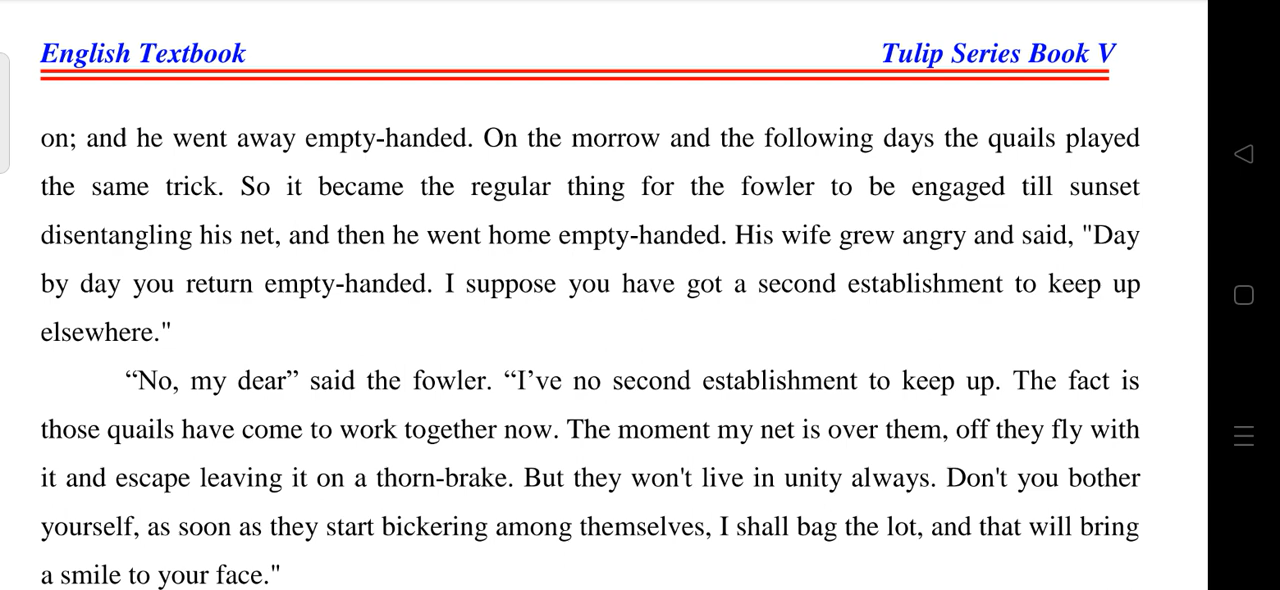 English Textbook Tulip Series Book V
on; and he went away empty-handed. On the morrow and the following days the quails played
the same trick. So it became the regular thing for the fowler to be engaged till sunset
disentangling his net, and then he went home empty-handed. His wife grew angry and said, "Day
by day you return empty-handed. I suppose you have got a second establishment to keep up
elsewhere."
“No, my dear” said the fowler. “I’ve no second establishment to keep up. The fact is
those quails have come to work together now. The moment my net is over them, off they fly with
it and escape leaving it on a thorn-brake. But they won't live in unity always. Don't you bother
yourself, as soon as they start bickering among themselves, I shall bag the lot, and that will bring
a smile to your face."